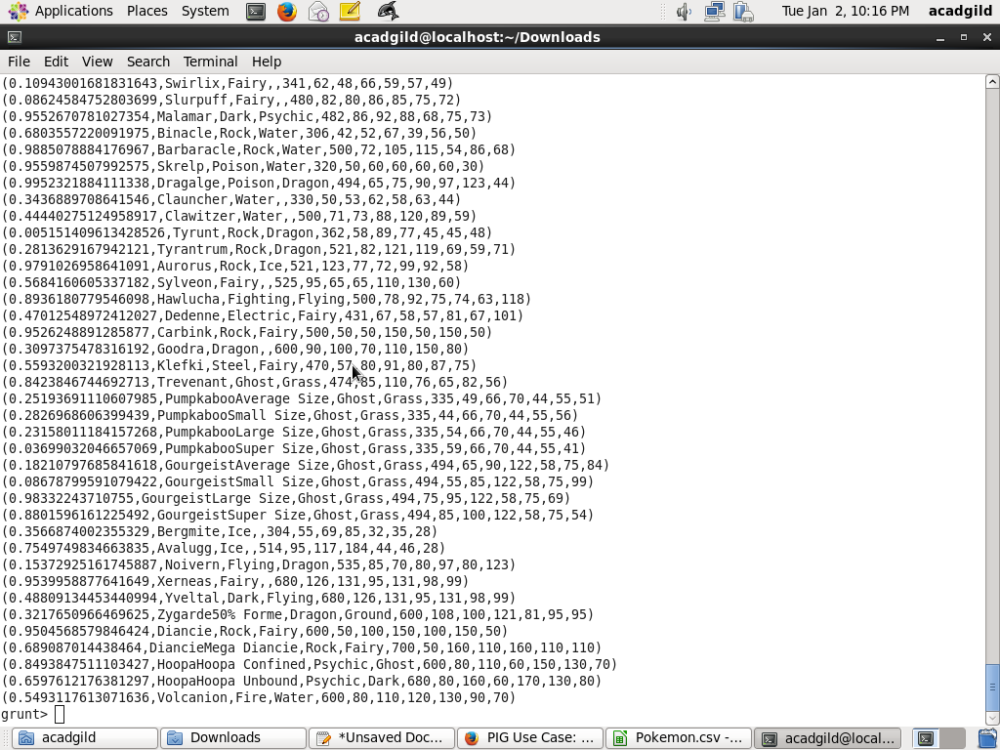 Applications Places System Tue Jan 2, 10:16 PM acadgild
acadgild@localhost:~/Downloads
File Edit View Search Terminal Help
(0.10943001681831643,Swirlix,Fairy,,341,62,48,66,59,57,49)
(0.08624584752803699,Slurpuff,Fairy,,480,82,80,86,85,75,72)
(0.9552670781027354,Malamar,Dark,Psychic,482,86,92,88,68,75,73)
(0.6803557220091975,Binacle,Rock,Water,306,42,52,67,39,56,50)
(0.9885078884176967,Barbaracle,Rock,Water,500,72,105,115,54,86,68)
(0.9559874507992575,Skrelp,Poison,Water,320,50,60,60,60,60,30)
(0.9952321884111338,Dragalge,Poison,Dragon,494,65,75,90,97,123,44)
(0.3436889708641546,Clauncher,Water,,330,50,53,62,58,63,44)
(0.44440275124958917,Clawitzer,Water,,500,71,73,88,120,89,59)
(0.005151409613428526,Tyrunt,Rock,Dragon,362,58,89,77,45,45,48)
(0.2813629167942121,Tyrantrum,Rock,Dragon,521,82,121,119,69,59,71)
(0.9791026958641091,Aurorus,Rock,Ice,521,123,77,72,99,92,58)
(0.5684160605337182,Sylveon,Fairy,,525,95,65,65,110,130,60)
(0.8936180779546098,Hawlucha,Fighting,Flying,500,78,92,75,74,63,118)
(0.47012548972412027,Dedenne,Electric,Fairy,431,67,58,57,81,67,101)
(0.9526248891285877,Carbink,Rock,Fairy,500,50,50,150,50,150,50)
(0.3097375478316192,Goodra,Dragon,,600,90,100,70,110,150,80)
(0.5593200321928113,Klefki,Steel,Fairy,470,57,80,91,80,87,75)
(0.8423846744692713,Trevenant,Ghost,Grass,474,85,110,76,65,82,56)
(0.25193691110607985,PumpkabooAverage Size,Ghost,Grass,335,49,66,70,44,55,51)
(0.2826968606399439,PumpkabooSmall Size,Ghost,Grass,335,44,66,70,44,55,56)
(0.23158011184157268,PumpkabooLarge Size,Ghost,Grass,335,54,66,70,44,55,46)
(0.03699032046657069,PumpkabooSuper Size,Ghost,Grass,335,59,66,70,44,55,41)
(0.18210797685841618,GourgeistAverage Size,Ghost,Grass,494,65,90,122,58,75,84)
(0.08678799591079422,GourgeistSmall Size,Ghost,Grass,494,55,85,122,58,75,99)
(0.98332243710755,GourgeistLarge Size,Ghost,Grass,494,75,95,122,58,75,69)
(0.8801596161225492,GourgeistSuper Size,Ghost,Grass,494,85,100,122,58,75,54)
(0.3566874002355329,Bergmite,Ice,,304,55,69,85,32,35,28)
(0.7549749834663835,Avalugg,Ice,,514,95,117,184,44,46,28)
(0.15372925161745887,Noivern,Flying,Dragon,535,85,70,80,97,80,123)
(0.9539958877641649,Xerneas,Fairy,,680,126,131,95,131,98,99)
(0.48809134453440994,Yveltal,Dark,Flying,680,126,131,95,131,98,99)
(0.3217650966469625,Zygarde50% Forme,Dragon,Ground,600,108,100,121,81,95,95)
(0.9504568579846424,Diancie,Rock,Fairy,600,50,100,150,100,150,50)
(0.689087014438464,DiancieMega Diancie,Rock,Fairy,700,50,160,110,160,110,110)
(0.8493847511103427,HoopaHoopa Confined,Psychic,Ghost,600,80,110,60,150,130,70)
(0.6597612176381297,HoopaHoopa Unbound,Psychic,Dark,680,80,160,60,170,130,80)
(0.5493117613071636,Volcanion,Fire,Water,600,80,110,120,130,90,70)
grunt>
acadgild Downloads *Unsaved Doc... PIG Use Case: ... Pokemon.csv -... acadgild@local...